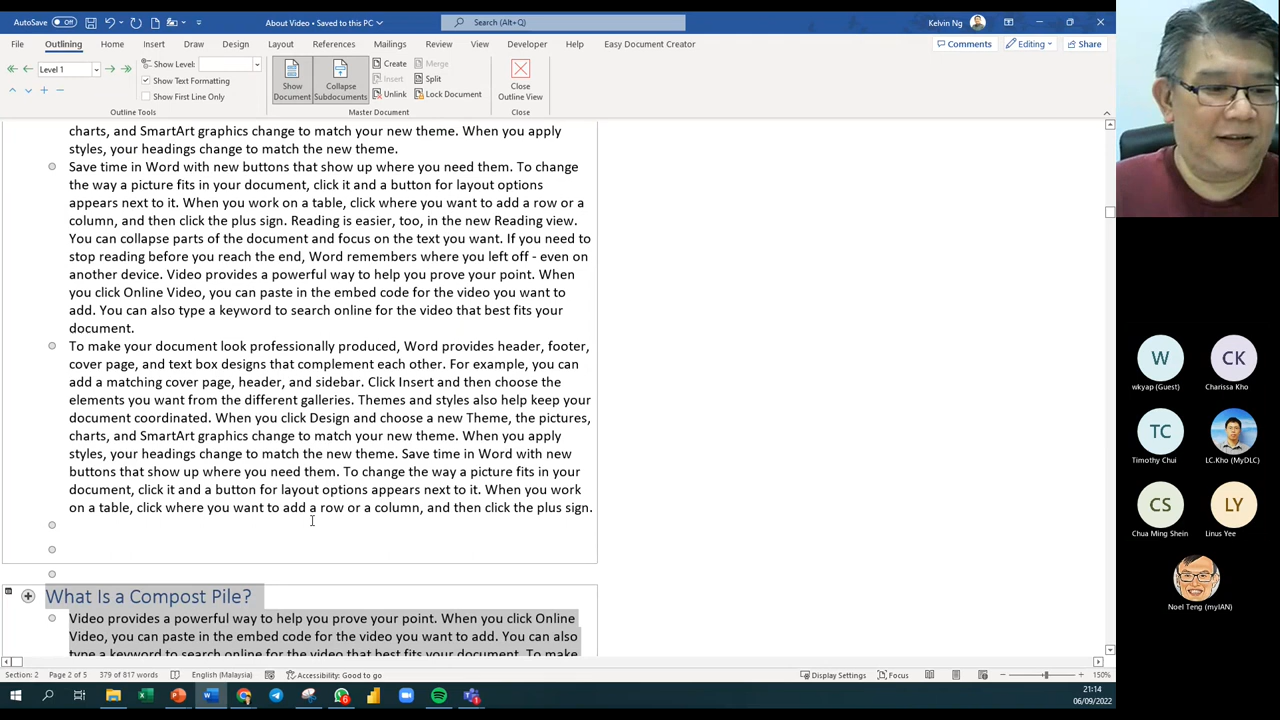 AutoSave Off
About Video • Saved to this PC
Search (Alt+Q)
Kelvin Ng
File Outlining Home Insert Draw Design Layout References Mailings Review View Developer Help Easy Document Creator
Comments Editing Share
Level 1
Show Level:
Show Text Formatting
Show First Line Only
Outline Tools
Show Document
Collapse Subdocuments
Create Merge
Insert Split
Unlink Lock Document
Master Document
Close Outline View
Close
charts, and SmartArt graphics change to match your new theme. When you apply
styles, your headings change to match the new theme.
Save time in Word with new buttons that show up where you need them. To change
the way a picture fits in your document, click it and a button for layout options
appears next to it. When you work on a table, click where you want to add a row or a
column, and then click the plus sign. Reading is easier, too, in the new Reading view.
You can collapse parts of the document and focus on the text you want. If you need to
stop reading before you reach the end, Word remembers where you left off - even on
another device. Video provides a powerful way to help you prove your point. When
you click Online Video, you can paste in the embed code for the video you want to
add. You can also type a keyword to search online for the video that best fits your
document.
To make your document look professionally produced, Word provides header, footer,
cover page, and text box designs that complement each other. For example, you can
add a matching cover page, header, and sidebar. Click Insert and then choose the
elements you want from the different galleries. Themes and styles also help keep your
document coordinated. When you click Design and choose a new Theme, the pictures,
charts, and SmartArt graphics change to match your new theme. When you apply
styles, your headings change to match the new theme. Save time in Word with new
buttons that show up where you need them. To change the way a picture fits in your
document, click it and a button for layout options appears next to it. When you work
on a table, click where you want to add a row or a column, and then click the plus sign.
What Is a Compost Pile?
Video provides a powerful way to help you prove your point. When you click Online
Video, you can paste in the embed code for the video you want to add. You can also
type a keyword to search online for the video that best fits your document. To make
Section: 2 Page 2 of 5 379 of 817 words English (Malaysia) Accessibility: Good to go
Display Settings Focus 150%
21:14
06/09/2022
W
wkyap (Guest)
CK
Charissa Kho
TC
Timothy Chui
LC.Kho (MyDLC)
CS
Chua Ming Shein
LY
Linus Yee
Noel Teng (myIAN)